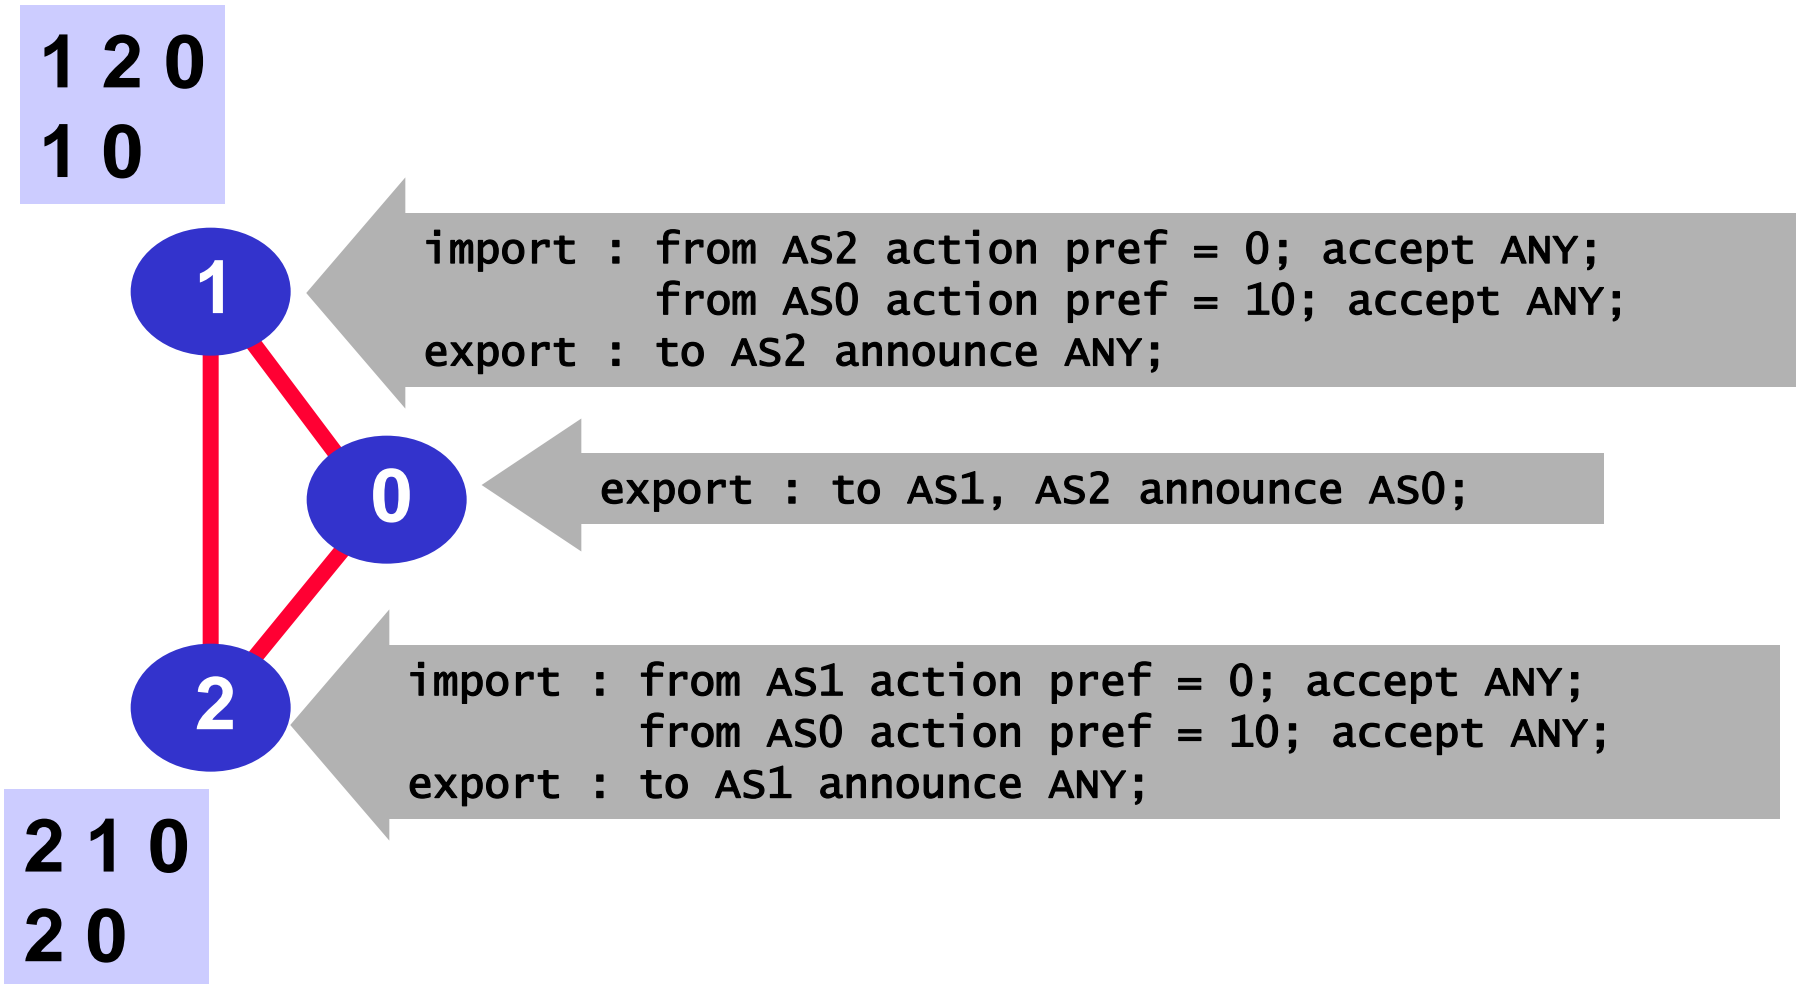 1 2 0
1 0
1
import : from AS2 action pref = 0; accept ANY;
from AS0 action pref = 10; accept ANY;
export : to AS2 announce ANY;
0
export : to AS1, AS2 announce AS0;
2
import : from AS1 action pref = 0; accept ANY;
from AS0 action pref = 10; accept ANY;
export : to AS1 announce ANY;
2 1 0
2 0